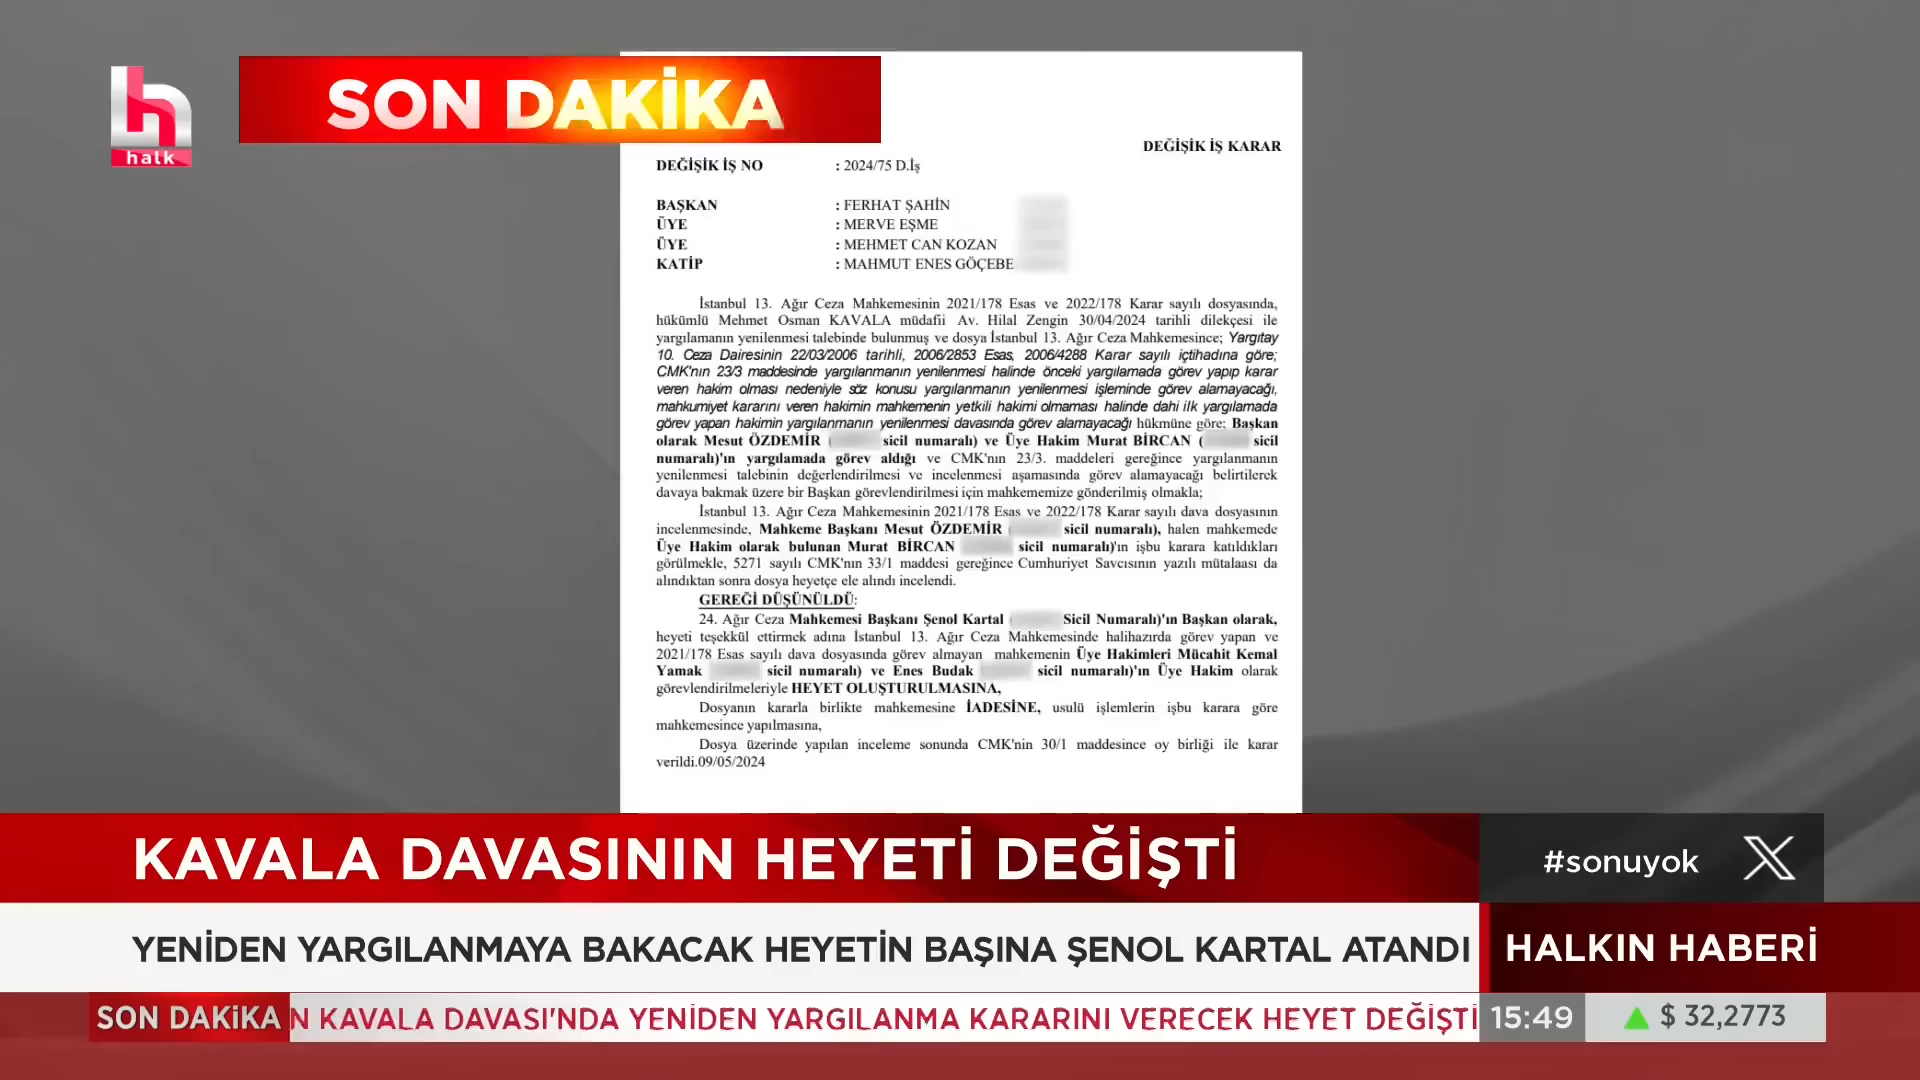 h
halk
SON DAKİKA
DEĞİŞİK İŞ KARAR
DEĞİŞİK İŞ NO : 2024/75 D.İş
BAŞKAN : FERHAT ŞAHİN
ÜYE : MERVE EŞME
ÜYE : MEHMET CAN KOZAN
KATİP : MAHMUT ENES GÖÇEBE
İstanbul 13. Ağır Ceza Mahkemesinin 2021/178 Esas ve 2022/178 Karar sayılı dosyasında,
hükümlü Mehmet Osman KAVALA müdafii Av. Hilal Zengin 30/04/2024 tarihli dilekçesi ile
yargılamanın yenilenmesi talebinde bulunmuş ve dosya İstanbul 13. Ağır Ceza Mahkemesince; Yargıtay
10. Ceza Dairesinin 22/03/2006 tarihli, 2006/2853 Esas, 2006/4288 Karar sayılı içtihadına göre;
CMK'nın 23/3 maddesinde yargılanmanın yenilenmesi halinde önceki yargılamada görev yapıp karar
veren hakim olması nedeniyle söz konusu yargılanmanın yenilenmesi işleminde görev alamayacağı,
mahkumiyet kararını veren hakimin mahkemenin yetkili hakimi olmaması halinde dahi ilk yargılamada
görev yapan hakimin yargılanmanın yenilenmesi davasında görev alamayacağı hükmüne göre; Başkan
olarak Mesut ÖZDEMİR ( sicil numaralı) ve Üye Hakim Murat BİRCAN ( sicil
numaralı)'ın yargılamada görev aldığı ve CMK'nın 23/3. maddeleri gereğince yargılanmanın
yenilenmesi talebinin değerlendirilmesi ve incelenmesi aşamasında görev alamayacağı belirtilerek
davaya bakmak üzere bir Başkan görevlendirilmesi için mahkememize gönderilmiş olmakla;
İstanbul 13. Ağır Ceza Mahkemesinin 2021/178 Esas ve 2022/178 Karar sayılı dava dosyasının
incelenmesinde, Mahkeme Başkanı Mesut ÖZDEMİR ( sicil numaralı), halen mahkemede
Üye Hakim olarak bulunan Murat BİRCAN sicil numaralı)'ın işbu karara katıldıkları
görülmekle, 5271 sayılı CMK'nın 33/1 maddesi gereğince Cumhuriyet Savcısının yazılı mütalaası da
alındıktan sonra dosya heyetçe ele alındı incelendi.
GEREĞİ DÜŞÜNÜLDÜ:
24. Ağır Ceza Mahkemesi Başkanı Şenol Kartal ( Sicil Numaralı)'ın Başkan olarak,
heyeti teşekkül ettirmek adına İstanbul 13. Ağır Ceza Mahkemesinde halihazırda görev yapan ve
2021/178 Esas sayılı dava dosyasında görev almayan mahkemenin Üye Hakimleri Mücahit Kemal
Yamak sicil numaralı) ve Enes Budak sicil numaralı)'ın Üye Hakim olarak
görevlendirilmeleriyle HEYET OLUŞTURULMASINA,
Dosyanın kararla birlikte mahkemesine İADESİNE, usulü işlemlerin işbu karara göre
mahkemesince yapılmasına,
Dosya üzerinde yapılan inceleme sonunda CMK'nin 30/1 maddesince oy birliği ile karar
verildi.09/05/2024
KAVALA DAVASININ HEYETİ DEĞİŞTİ
#sonuyok X
YENİDEN YARGILANMAYA BAKACAK HEYETİN BAŞINA ŞENOL KARTAL ATANDI
HALKIN HABERİ
SON DAKİKA N KAVALA DAVASI'NDA YENİDEN YARGILANMA KARARINI VERECEK HEYET DEĞİŞTİ 15:49 ▲ $ 32,2773